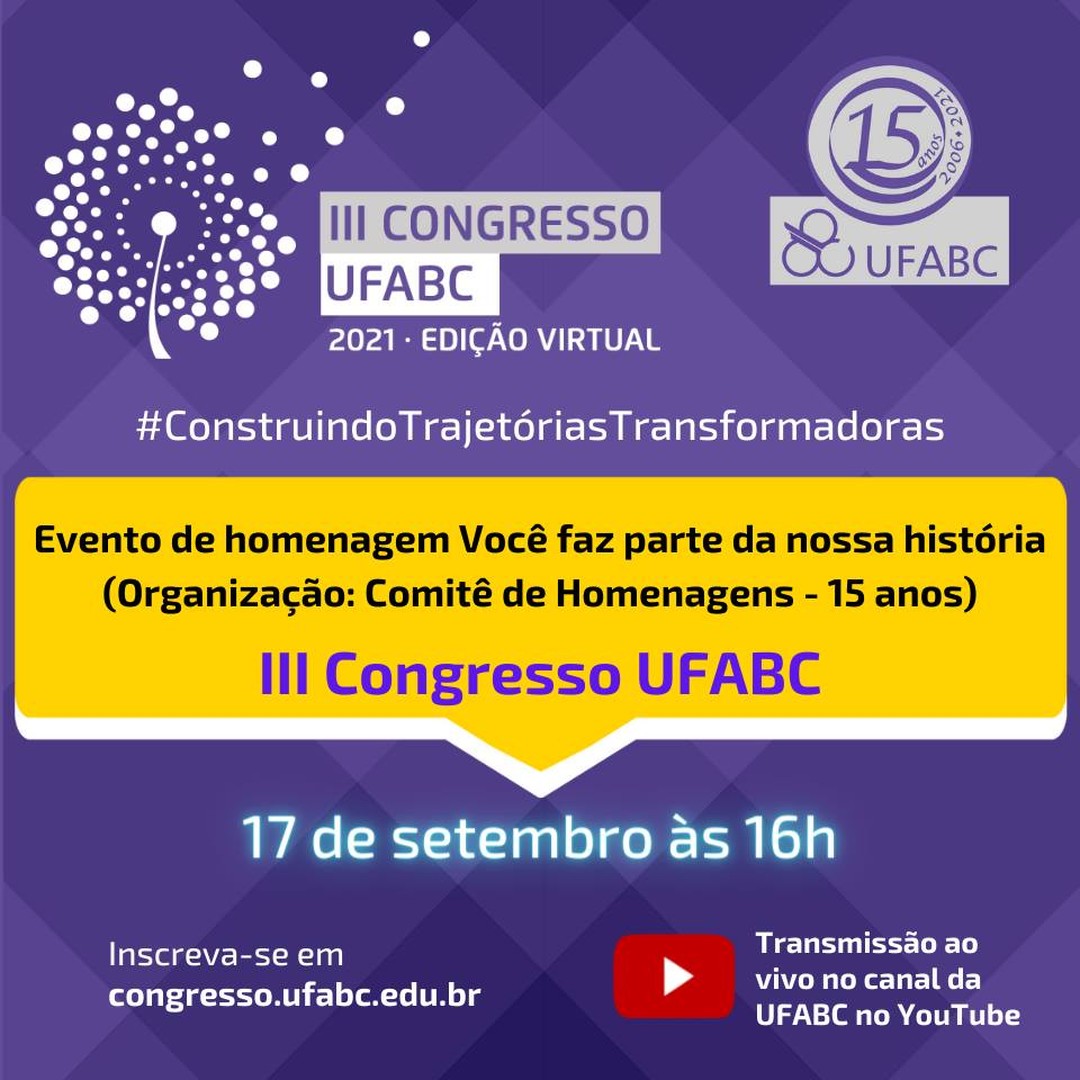 III CONGRESSO
UFABC
2021 · EDIÇÃO VIRTUAL
15
anos
2006 • 2021
UFABC
#ConstruindoTrajetóriasTransformadoras
Evento de homenagem Você faz parte da nossa história
(Organização: Comitê de Homenagens - 15 anos)
III Congresso UFABC
17 de setembro às 16h
Inscreva-se em
congresso.ufabc.edu.br
Transmissão ao
vivo no canal da
UFABC no YouTube